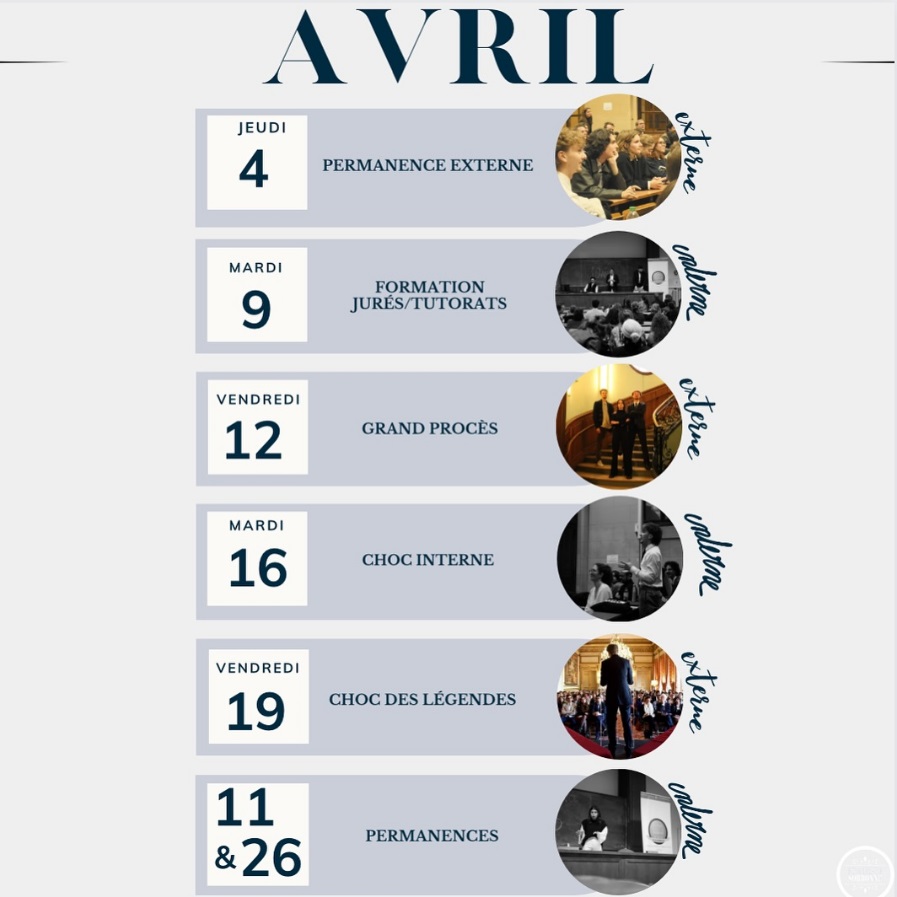 AVRIL
JEUDI
4
PERMANENCE EXTERNE
externe
MARDI
9
FORMATION
JURÉS/TUTORATS
interne
VENDREDI
12
GRAND PROCÈS
externe
MARDI
16
CHOC INTERNE
interne
VENDREDI
19
CHOC DES LÉGENDES
externe
11
& 26
PERMANENCES
interne